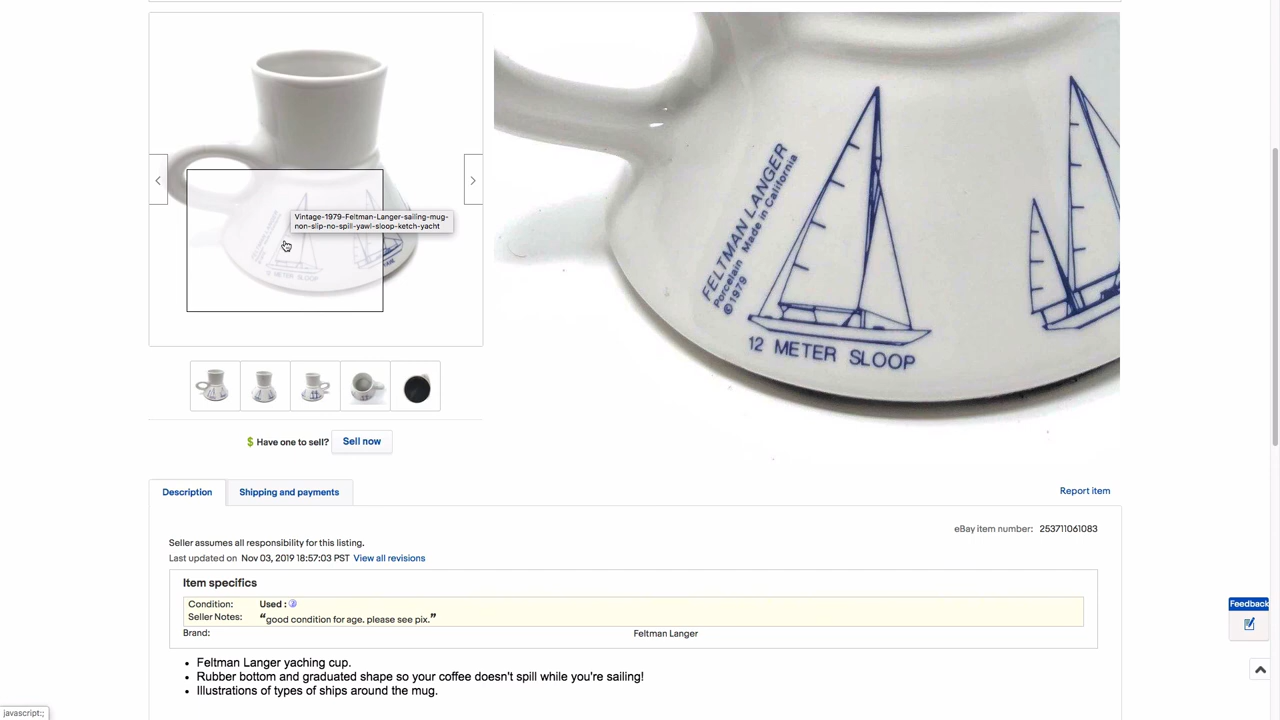 FELTMAN LANGER
Porcelain Made in California
©1979
12 METER SLOOP
12 METER SLOOP
Vintage-1979-Feltman-Langer-sailing-mug-
non-slip-no-spill-yawl-sloop-ketch-yacht
$ Have one to sell? Sell now
Description
Shipping and payments
Report item
eBay item number: 253711061083
Seller assumes all responsibility for this listing.
Last updated on Nov 03, 2019 18:57:03 PST View all revisions
Item specifics
Condition: Used :
Seller Notes: “good condition for age. please see pix.”
Brand: Feltman Langer
• Feltman Langer yaching cup.
• Rubber bottom and graduated shape so your coffee doesn't spill while you're sailing!
• Illustrations of types of ships around the mug.
Feedback
javascript:;